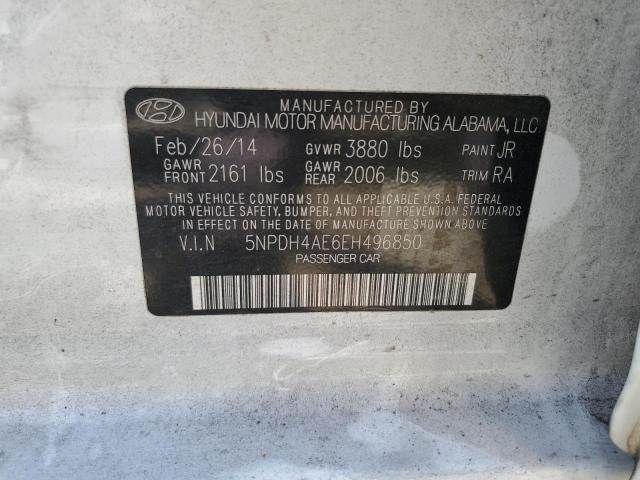 MANUFACTURED BY
HYUNDAI MOTOR MANUFACTURING ALABAMA, LLC.
Feb/26/14 GVWR 3880 lbs PAINT JR
GAWR FRONT 2161 lbs GAWR REAR 2006 lbs TRIM RA
THIS VEHICLE CONFORMS TO ALL APPLICABLE U.S.A. FEDERAL
MOTOR VEHICLE SAFETY, BUMPER, AND THEFT PREVENTION
STANDARDS IN EFFECT ON THE DATE OF MANUFACTURE SHOWN ABOVE
V.I.N 5NPDH4AE6EH496850
PASSENGER CAR